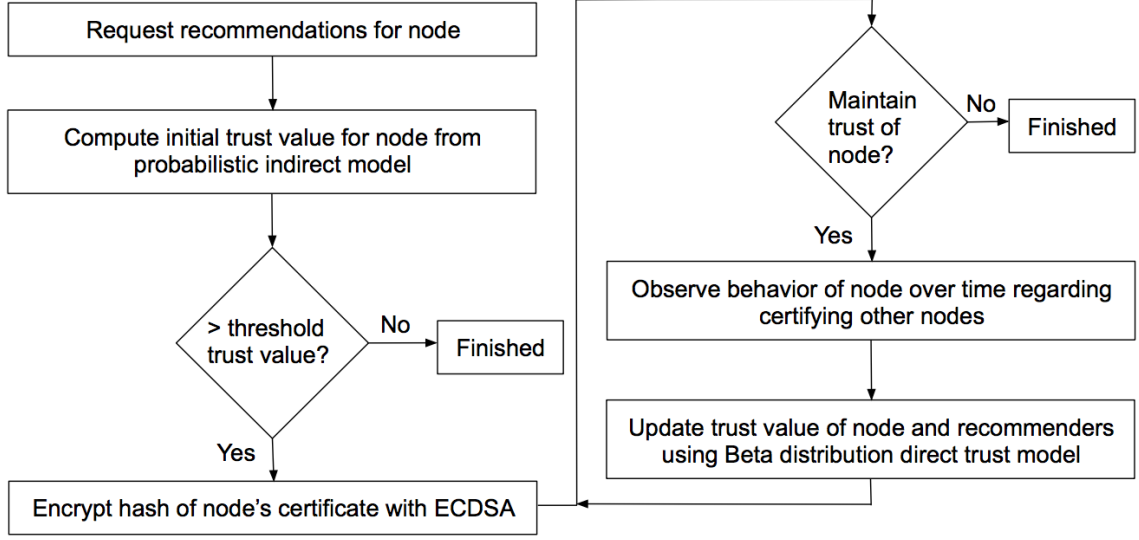 Request recommendations for node
Compute initial trust value for node from
probabilistic indirect model
> threshold
trust value?
No
Finished
Yes
Encrypt hash of node’s certificate with ECDSA
Maintain
trust of
node?
No
Finished
Yes
Observe behavior of node over time regarding
certifying other nodes
Update trust value of node and recommenders
using Beta distribution direct trust model